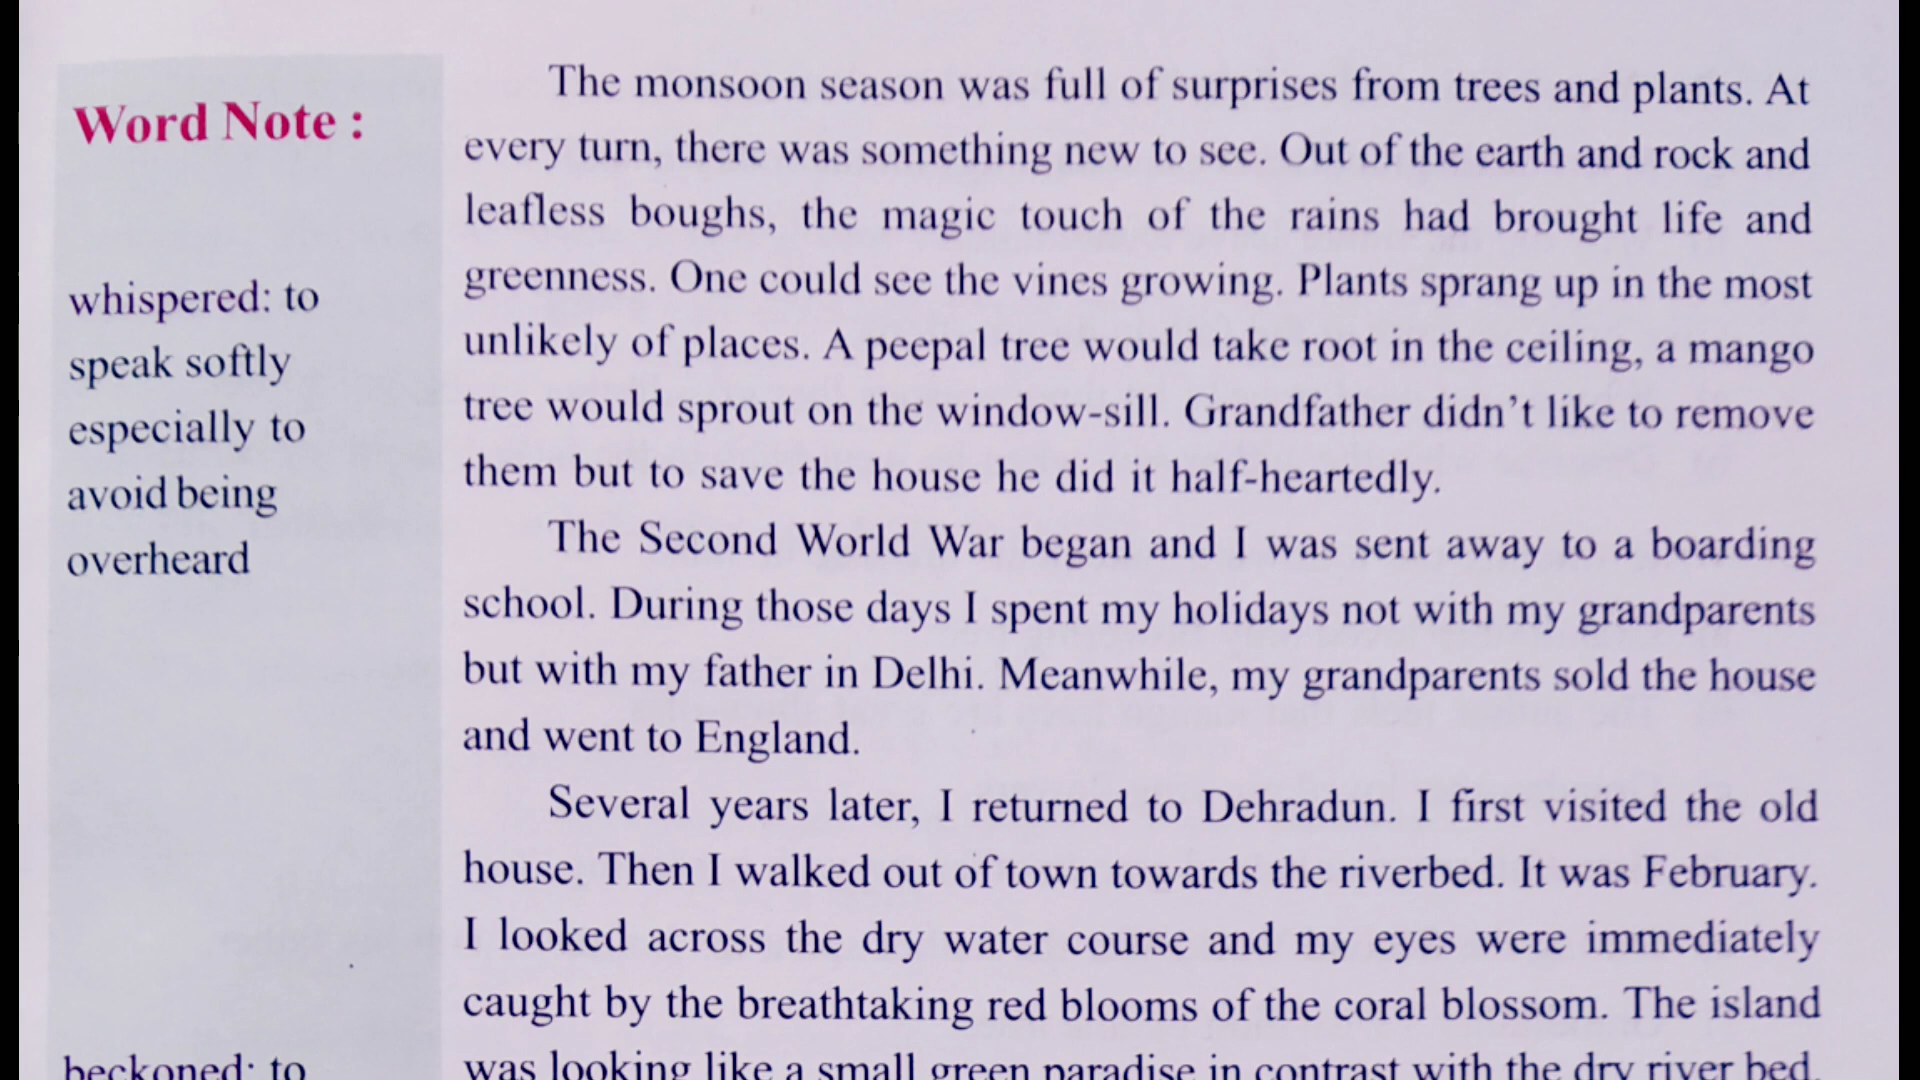 Word Note :
whispered: to
speak softly
especially to
avoid being
overheard
beckoned: to
The monsoon season was full of surprises from trees and plants. At
every turn, there was something new to see. Out of the earth and rock and
leafless boughs, the magic touch of the rains had brought life and
greenness. One could see the vines growing. Plants sprang up in the most
unlikely of places. A peepal tree would take root in the ceiling, a mango
tree would sprout on the window-sill. Grandfather didn't like to remove
them but to save the house he did it half-heartedly.
The Second World War began and I was sent away to a boarding
school. During those days I spent my holidays not with my grandparents
but with my father in Delhi. Meanwhile, my grandparents sold the house
and went to England.
Several years later, I returned to Dehradun. I first visited the old
house. Then I walked out of town towards the riverbed. It was February.
I looked across the dry water course and my eyes were immediately
caught by the breathtaking red blooms of the coral blossom. The island
was looking like a small green paradise in contrast with the dry river bed.